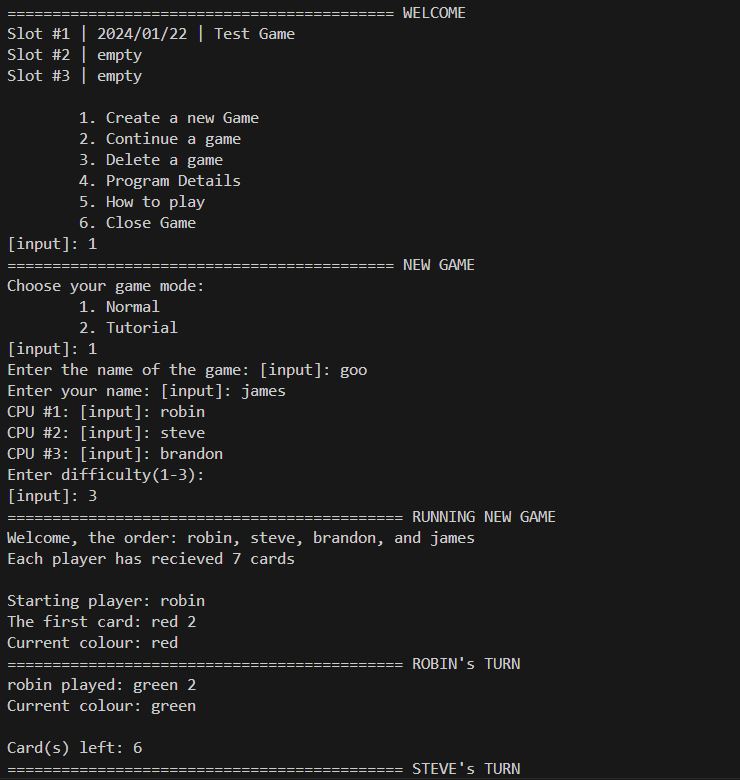 =========================================== WELCOME
Slot #1 | 2024/01/22 | Test Game
Slot #2 | empty
Slot #3 | empty
1. Create a new Game
2. Continue a game
3. Delete a game
4. Program Details
5. How to play
6. Close Game
[input]: 1
=========================================== NEW GAME
Choose your game mode:
1. Normal
2. Tutorial
[input]: 1
Enter the name of the game: [input]: goo
Enter your name: [input]: james
CPU #1: [input]: robin
CPU #2: [input]: steve
CPU #3: [input]: brandon
Enter difficulty(1-3):
[input]: 3
============================================ RUNNING NEW GAME
Welcome, the order: robin, steve, brandon, and james
Each player has recieved 7 cards
Starting player: robin
The first card: red 2
Current colour: red
============================================ ROBIN's TURN
robin played: green 2
Current colour: green
Card(s) left: 6
============================================ STEVE's TURN